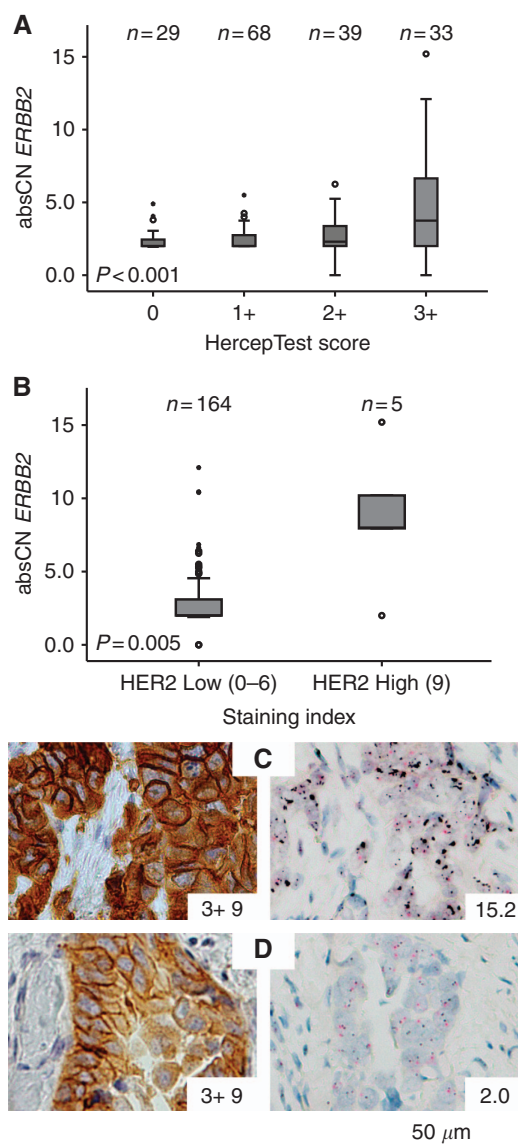 A
n=29 n=68 n=39 n=33
15
10
5.0
0.0
absCN ERBB2
P<0.001
0 1+ 2+ 3+
HercepTest score
B
n=164 n=5
15
10
5.0
0.0
absCN ERBB2
P=0.005
HER2 Low (0–6) HER2 High (9)
Staining index
C
3+ 9 15.2
D
3+ 9 2.0
50 μm